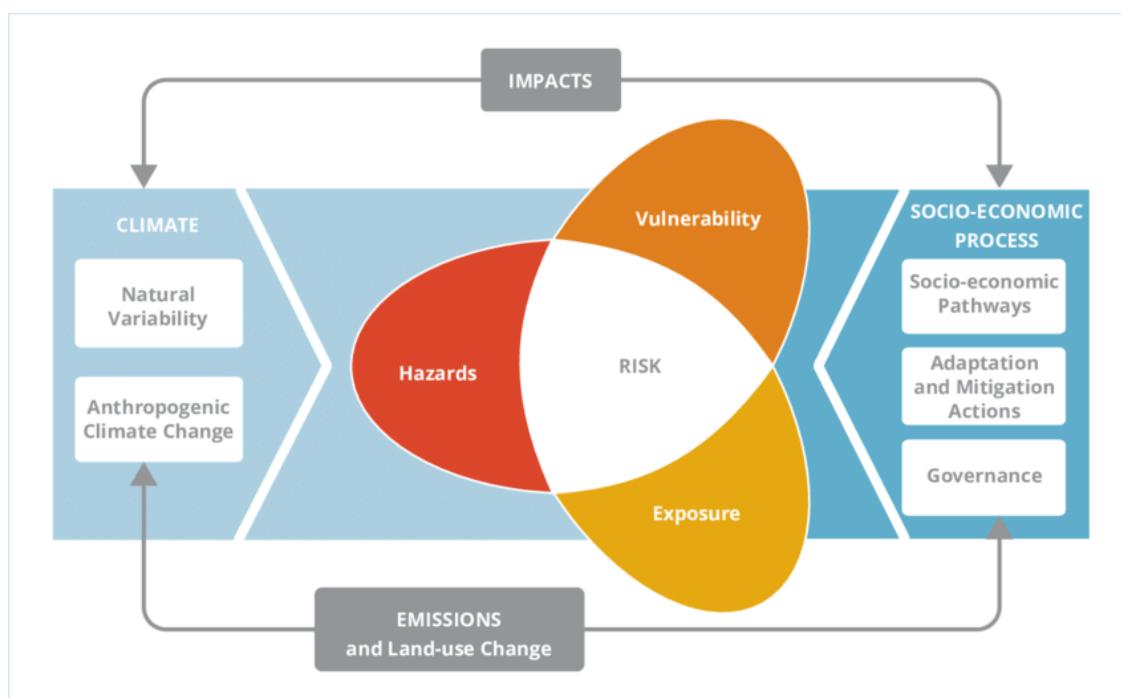 IMPACTS
CLIMATE
Natural
Variability
Anthropogenic
Climate Change
Hazards
Vulnerability
RISK
Exposure
SOCIO-ECONOMIC
PROCESS
Socio-economic
Pathways
Adaptation
and Mitigation
Actions
Governance
EMISSIONS
and Land-use Change